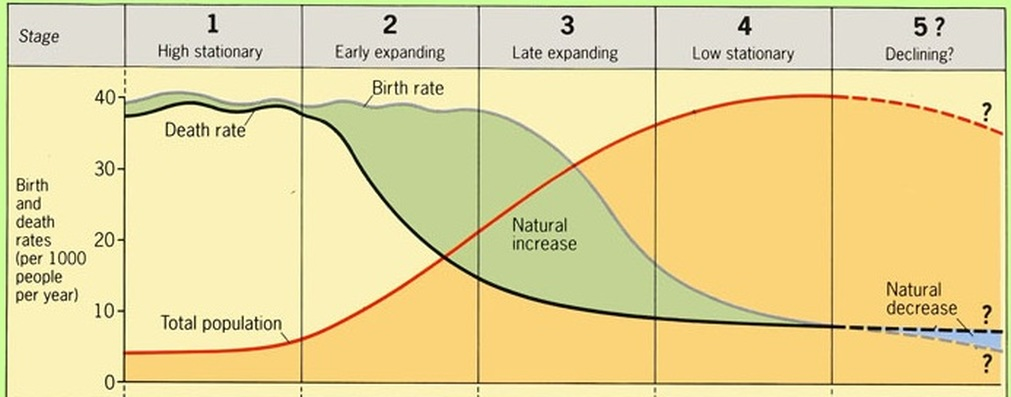 Stage
1
High stationary
2
Early expanding
3
Late expanding
4
Low stationary
5 ?
Declining?
40
30
20
10
0
Birth
and
death
rates
(per 1000
people
per year)
Birth rate
Death rate
Natural
increase
Total population
Natural
decrease
?
?
?